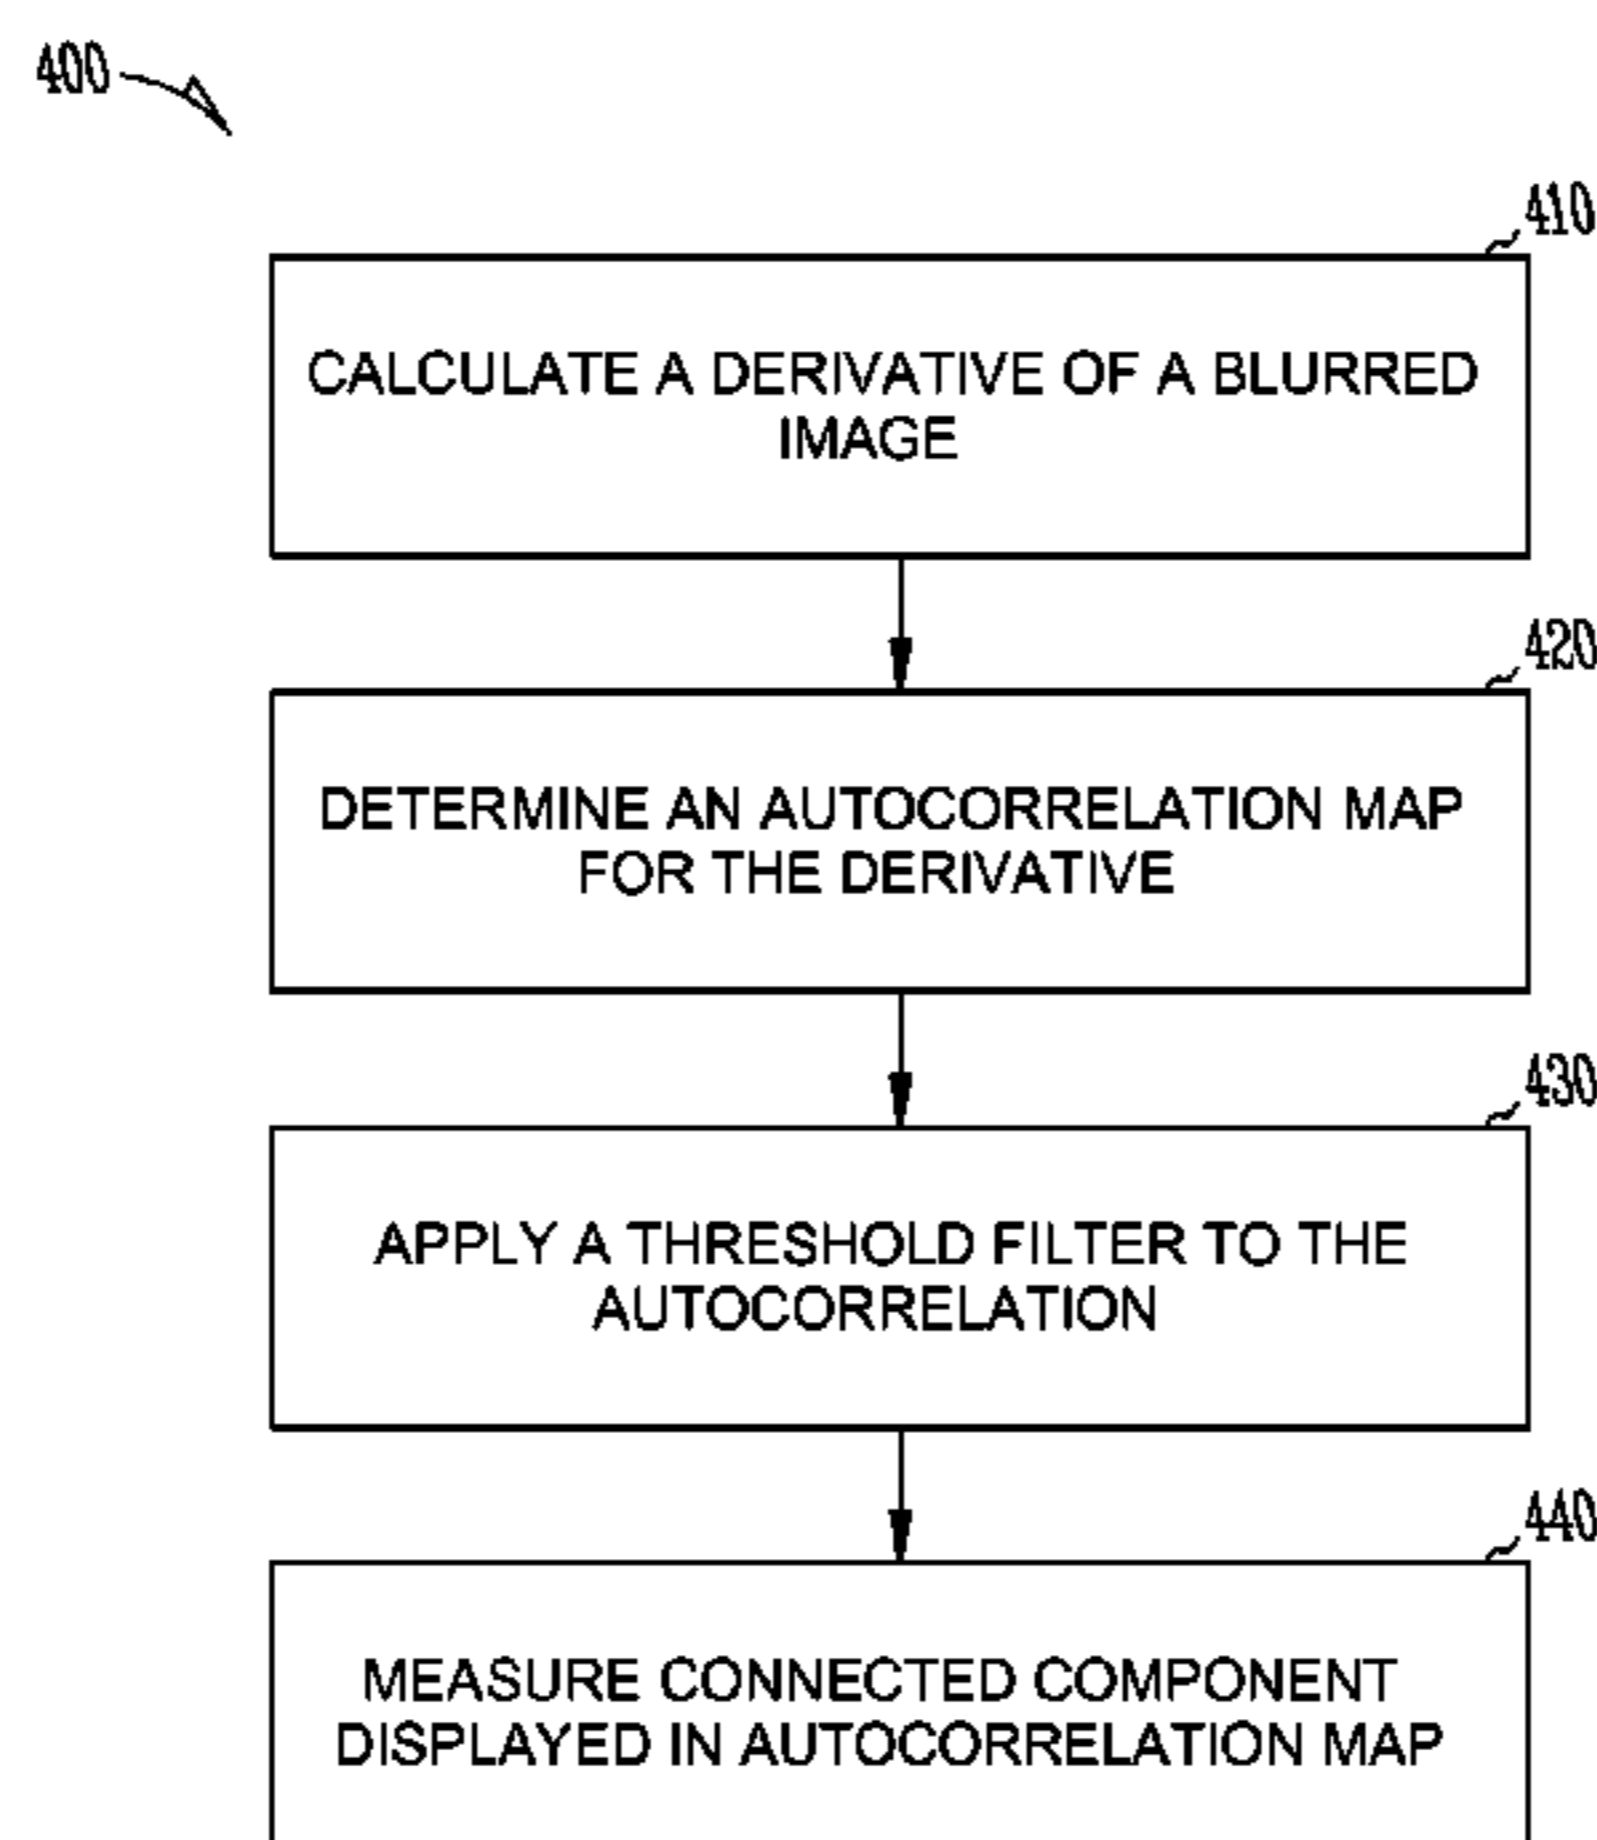 400
410
CALCULATE A DERIVATIVE OF A BLURRED
IMAGE
420
DETERMINE AN AUTOCORRELATION MAP
FOR THE DERIVATIVE
430
APPLY A THRESHOLD FILTER TO THE
AUTOCORRELATION
440
MEASURE CONNECTED COMPONENT
DISPLAYED IN AUTOCORRELATION MAP